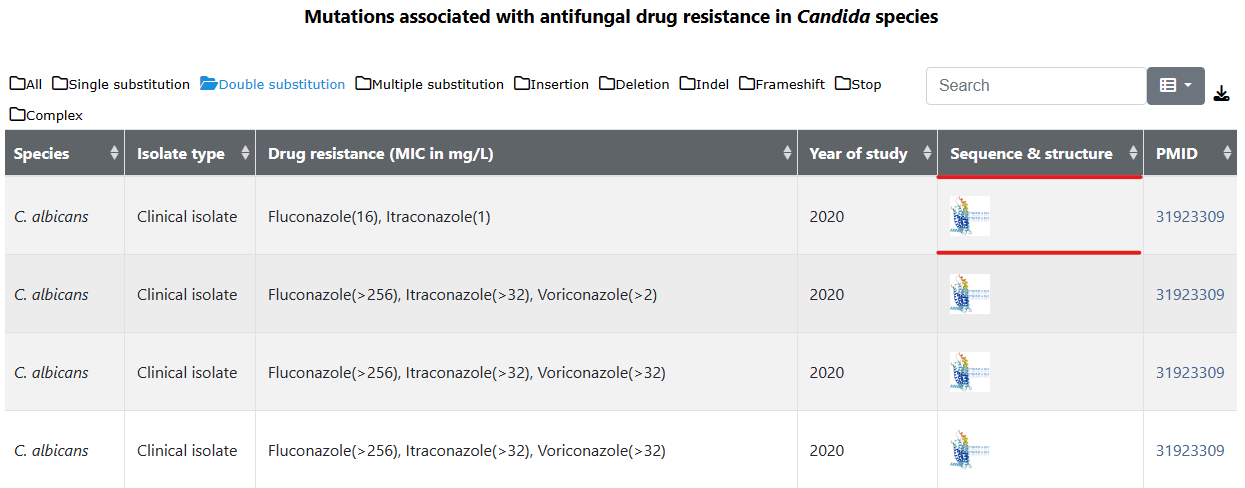 Mutations associated with antifungal drug resistance in Candida species
All Single substitution Double substitution Multiple substitution Insertion Deletion Indel Frameshift Stop
Complex
Search
Species Isolate type Drug resistance (MIC in mg/L) Year of study Sequence & structure PMID
C. albicans Clinical isolate Fluconazole(16), Itraconazole(1) 2020 31923309
C. albicans Clinical isolate Fluconazole(>256), Itraconazole(>32), Voriconazole(>2) 2020 31923309
C. albicans Clinical isolate Fluconazole(>256), Itraconazole(>32), Voriconazole(>32) 2020 31923309
C. albicans Clinical isolate Fluconazole(>256), Itraconazole(>32), Voriconazole(>32) 2020 31923309